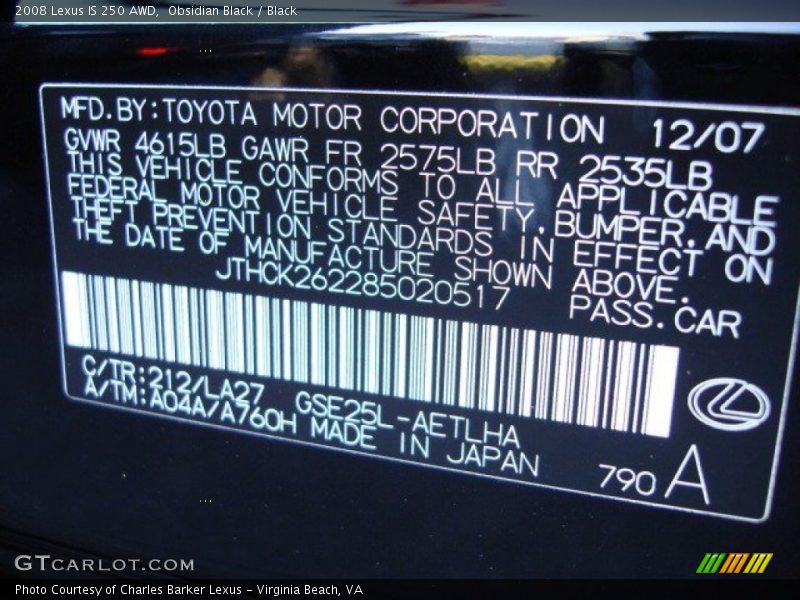 2008 Lexus IS 250 AWD, Obsidian Black / Black
MFD.BY:TOYOTA MOTOR CORPORATION 12/07
GVWR 4615LB GAWR FR 2575LB RR 2535LB
THIS VEHICLE CONFORMS TO ALL APPLICABLE
FEDERAL MOTOR VEHICLE SAFETY,BUMPER,AND
THEFT PREVENTION STANDARDS IN EFFECT ON
THE DATE OF MANUFACTURE SHOWN ABOVE.
JTHCK262285020517 PASS.CAR
C/TR:212/LA27 GSE25L-AETLHA
A/TM:A04A/A760H MADE IN JAPAN
790 A
GTCARLOT.COM
Photo Courtesy of Charles Barker Lexus - Virginia Beach, VA